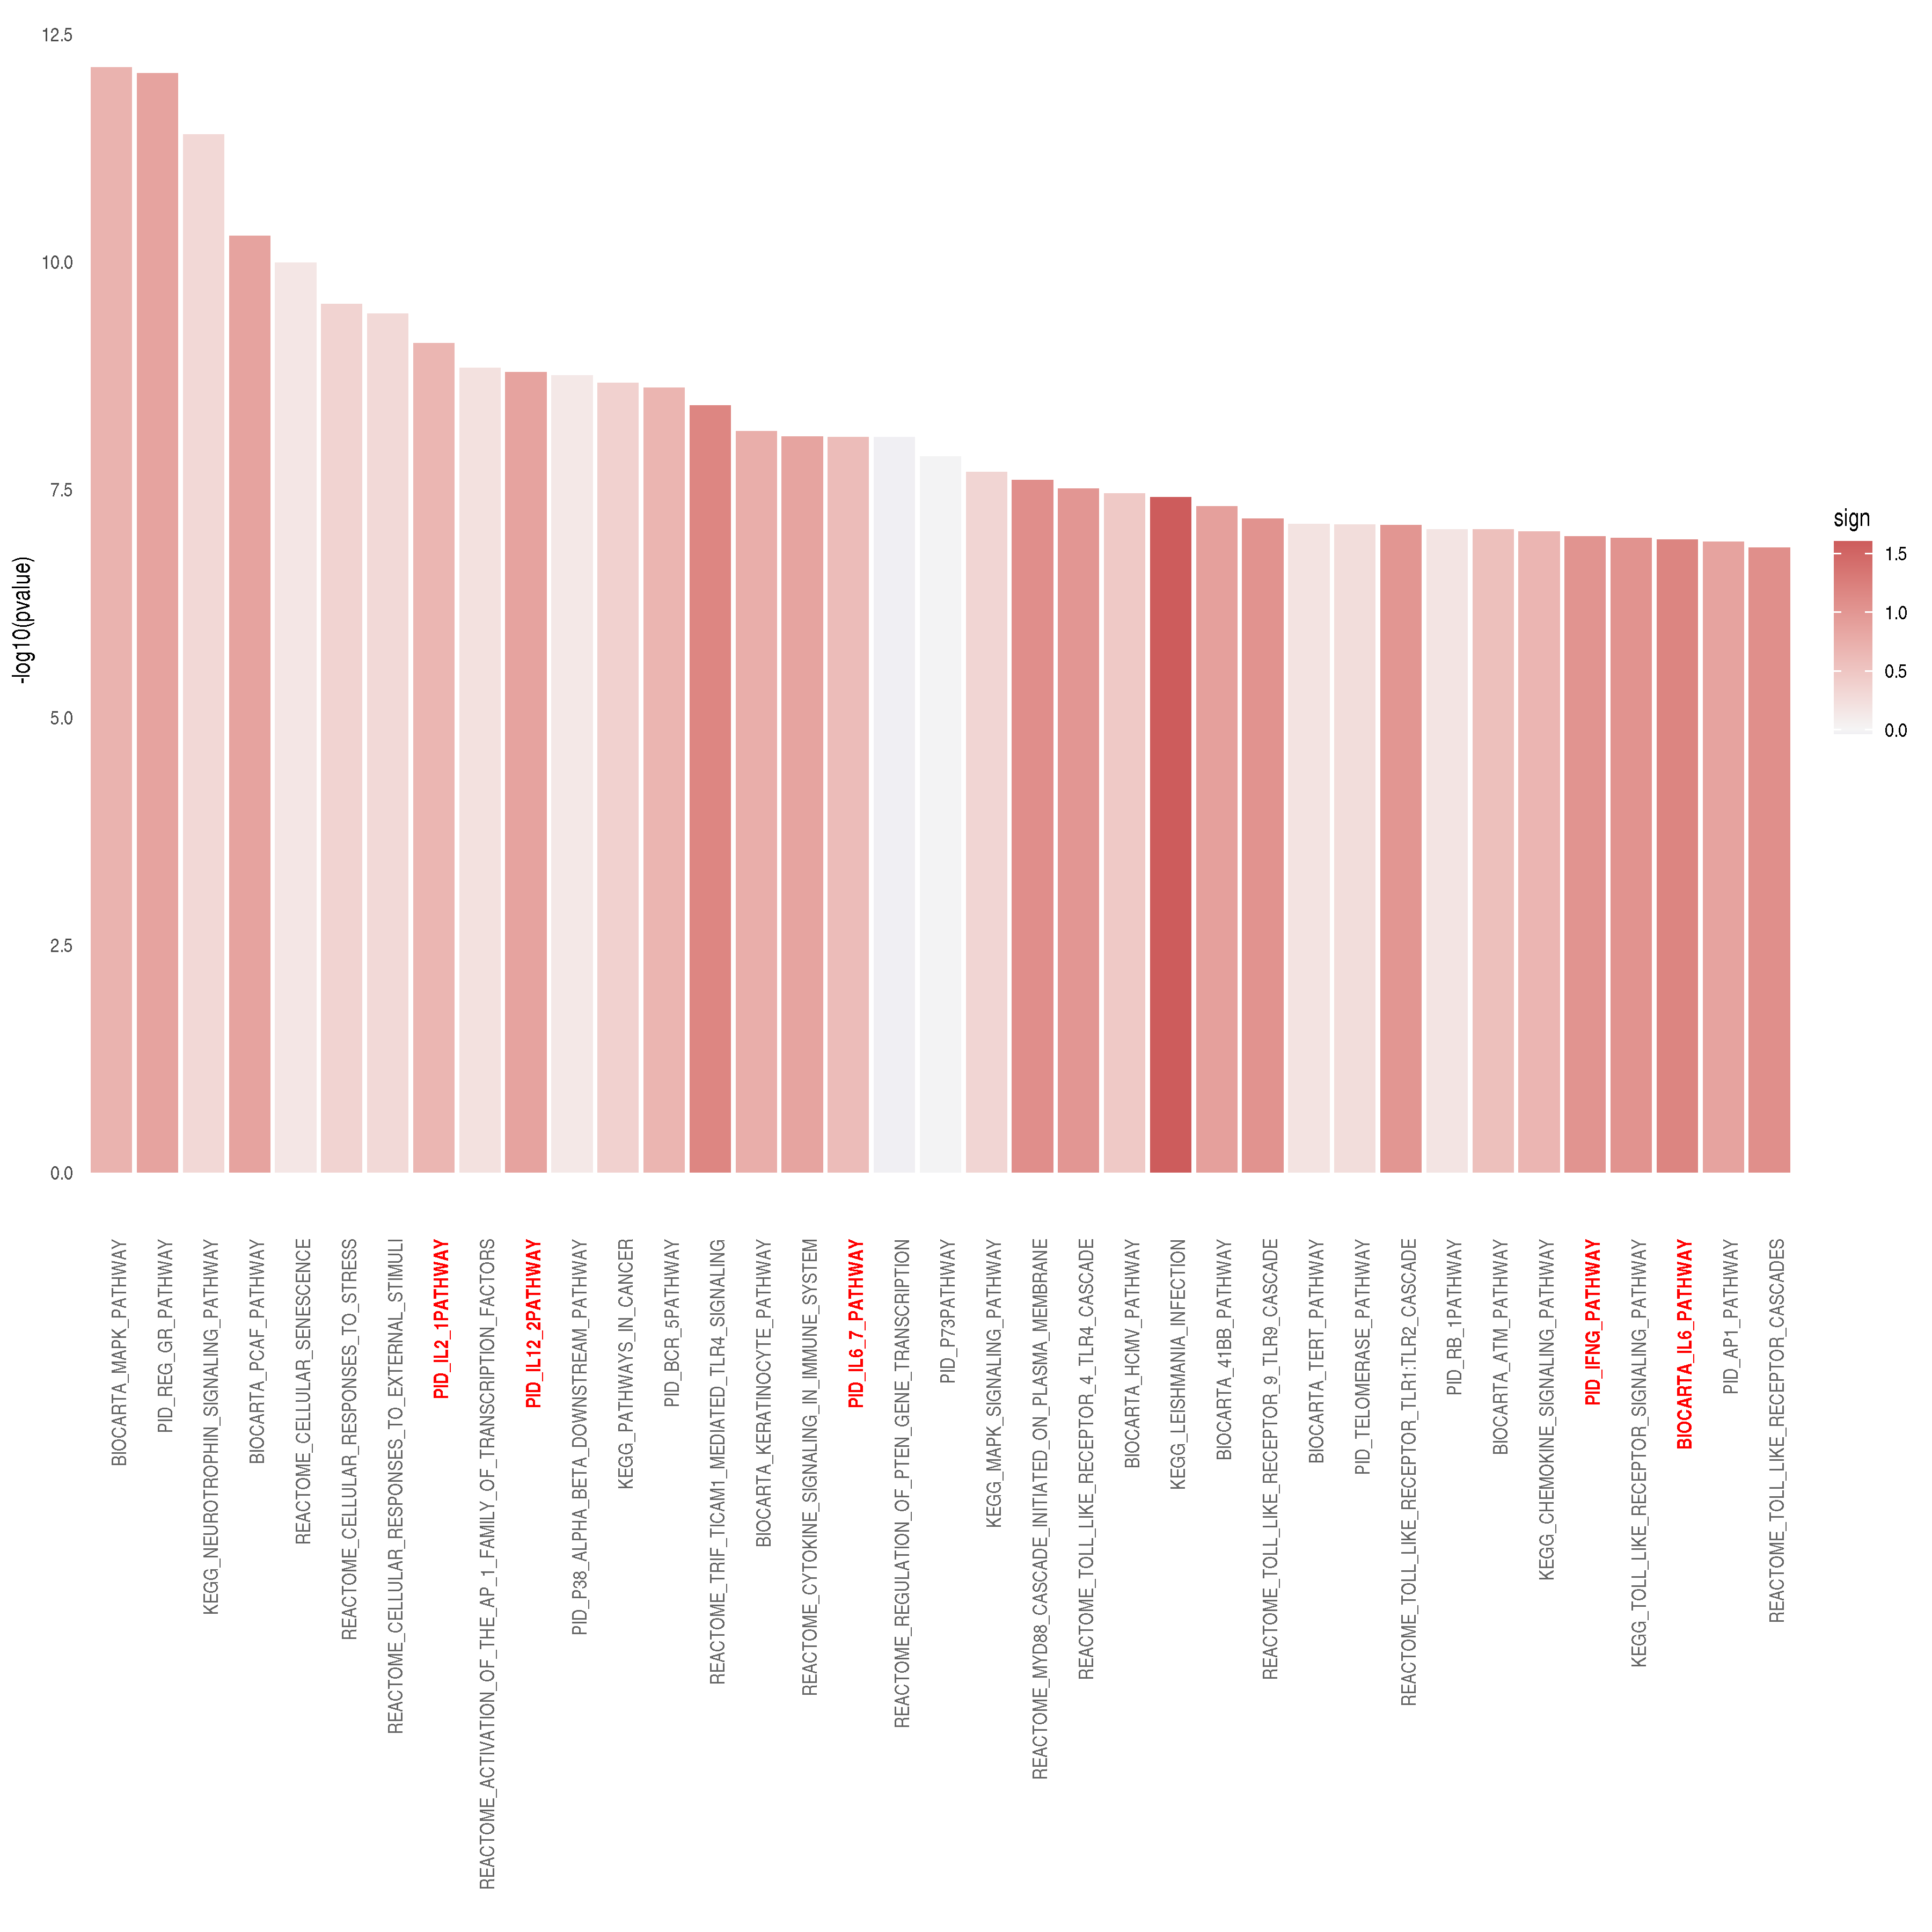 12.5
10.0
7.5
5.0
2.5
0.0
-log10(pvalue)
BIOCARTA_MAPK_PATHWAY
PID_REG_GR_PATHWAY
KEGG_NEUROTROPHIN_SIGNALING_PATHWAY
BIOCARTA_PCAF_PATHWAY
REACTOME_CELLULAR_SENESCENCE
REACTOME_CELLULAR_RESPONSES_TO_STRESS
REACTOME_CELLULAR_RESPONSES_TO_EXTERNAL_STIMULI
PID_IL2_1PATHWAY
REACTOME_ACTIVATION_OF_THE_AP_1_FAMILY_OF_TRANSCRIPTION_FACTORS
PID_IL12_2PATHWAY
PID_P38_ALPHA_BETA_DOWNSTREAM_PATHWAY
KEGG_PATHWAYS_IN_CANCER
PID_BCR_5PATHWAY
REACTOME_TRIF_TICAM1_MEDIATED_TLR4_SIGNALING
BIOCARTA_KERATINOCYTE_PATHWAY
REACTOME_CYTOKINE_SIGNALING_IN_IMMUNE_SYSTEM
PID_IL6_7_PATHWAY
REACTOME_REGULATION_OF_PTEN_GENE_TRANSCRIPTION
PID_P73PATHWAY
KEGG_MAPK_SIGNALING_PATHWAY
REACTOME_MYD88_CASCADE_INITIATED_ON_PLASMA_MEMBRANE
REACTOME_TOLL_LIKE_RECEPTOR_4_TLR4_CASCADE
BIOCARTA_HCMV_PATHWAY
KEGG_LEISHMANIA_INFECTION
BIOCARTA_41BB_PATHWAY
REACTOME_TOLL_LIKE_RECEPTOR_9_TLR9_CASCADE
BIOCARTA_TERT_PATHWAY
PID_TELOMERASE_PATHWAY
REACTOME_TOLL_LIKE_RECEPTOR_TLR1:TLR2_CASCADE
PID_RB_1PATHWAY
BIOCARTA_ATM_PATHWAY
KEGG_CHEMOKINE_SIGNALING_PATHWAY
PID_IFNG_PATHWAY
KEGG_TOLL_LIKE_RECEPTOR_SIGNALING_PATHWAY
BIOCARTA_IL6_PATHWAY
PID_AP1_PATHWAY
REACTOME_TOLL_LIKE_RECEPTOR_CASCADES
sign
1.5
1.0
0.5
0.0